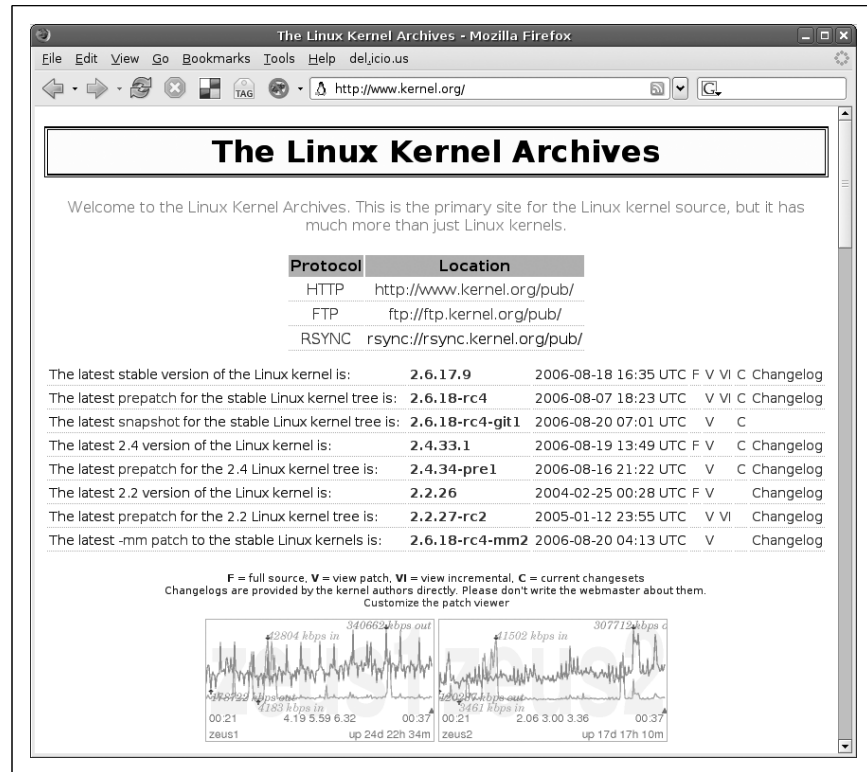 The Linux Kernel Archives - Mozilla Firefox
File Edit View Go Bookmarks Tools Help del.icio.us
TAG http://www.kernel.org/ G
The Linux Kernel Archives
Welcome to the Linux Kernel Archives. This is the primary site for the Linux kernel source, but it has
much more than just Linux kernels.
Protocol Location
HTTP http://www.kernel.org/pub/
FTP ftp://ftp.kernel.org/pub/
RSYNC rsync://rsync.kernel.org/pub/
The latest stable version of the Linux kernel is: 2.6.17.9 2006-08-18 16:35 UTC F V VI C Changelog
The latest prepatch for the stable Linux kernel tree is: 2.6.18-rc4 2006-08-07 18:23 UTC V VI C Changelog
The latest snapshot for the stable Linux kernel tree is: 2.6.18-rc4-git1 2006-08-20 07:01 UTC V C
The latest 2.4 version of the Linux kernel is: 2.4.33.1 2006-08-19 13:49 UTC F V C Changelog
The latest prepatch for the 2.4 Linux kernel tree is: 2.4.34-pre1 2006-08-16 21:22 UTC V C Changelog
The latest 2.2 version of the Linux kernel is: 2.2.26 2004-02-25 00:28 UTC F V Changelog
The latest prepatch for the 2.2 Linux kernel tree is: 2.2.27-rc2 2005-01-12 23:55 UTC V VI Changelog
The latest -mm patch to the stable Linux kernels is: 2.6.18-rc4-mm2 2006-08-20 04:13 UTC V Changelog
F = full source, V = view patch, VI = view incremental, C = current changesets
Changelogs are provided by the kernel authors directly. Please don't write the webmaster about them.
Customize the patch viewer
340662 kbps out
42804 kbps in
zeus1
kbps out
4183 kbps in
00:21 4.19 5.59 6.32 00:37
zeus1 up 24d 22h 34m
307712 kbps o
41502 kbps in
zeus2
kbps out
3461 kbps in
00:21 2.06 3.00 3.36 00:37
zeus2 up 17d 17h 10m